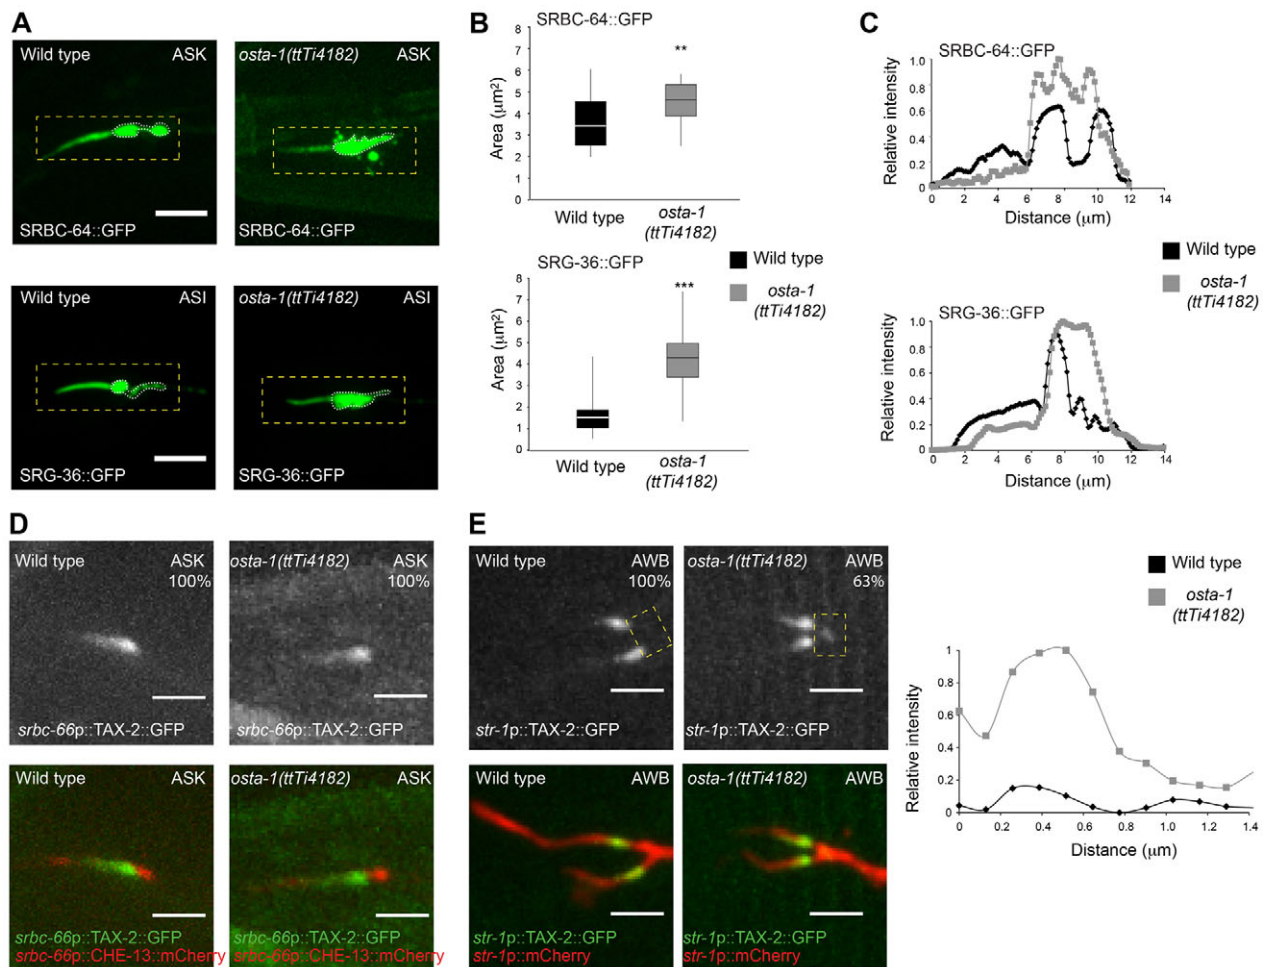 A
Wild type ASK
SRBC-64::GFP
osta-1(ttTi4182) ASK
SRBC-64::GFP
Wild type ASI
SRG-36::GFP
osta-1(ttTi4182) ASI
SRG-36::GFP
B
SRBC-64::GFP
Area (μm²)
8
7
6
5
4
3
2
1
0
Wild type
osta-1
(ttTi4182)
**
SRG-36::GFP
Area (μm²)
8
7
6
5
4
3
2
1
0
Wild type
osta-1
(ttTi4182)
***
Wild type
osta-1
(ttTi4182)
C
SRBC-64::GFP
Relative intensity
1.0
0.8
0.6
0.4
0.2
0 2 4 6 8 10 12 14
Distance (μm)
Wild type
osta-1
(ttTi4182)
SRG-36::GFP
Relative intensity
1.0
0.8
0.6
0.4
0.2
0
0 2 4 6 8 10 12 14
Distance (μm)
D
Wild type ASK
100%
srbc-66p::TAX-2::GFP
osta-1(ttTi4182) ASK
100%
srbc-66p::TAX-2::GFP
Wild type ASK
srbc-66p::TAX-2::GFP
srbc-66p::CHE-13::mCherry
osta-1(ttTi4182) ASK
srbc-66p::TAX-2::GFP
srbc-66p::CHE-13::mCherry
E
Wild type AWB
100%
str-1p::TAX-2::GFP
osta-1(ttTi4182) AWB
63%
str-1p::TAX-2::GFP
Wild type AWB
str-1p::TAX-2::GFP
str-1p::mCherry
osta-1(ttTi4182) AWB
str-1p::TAX-2::GFP
str-1p::mCherry
Wild type
osta-1
(ttTi4182)
Relative intensity
1
0.8
0.6
0.4
0.2
0
0 0.2 0.4 0.6 0.8 1.0 1.2 1.4
Distance (μm)